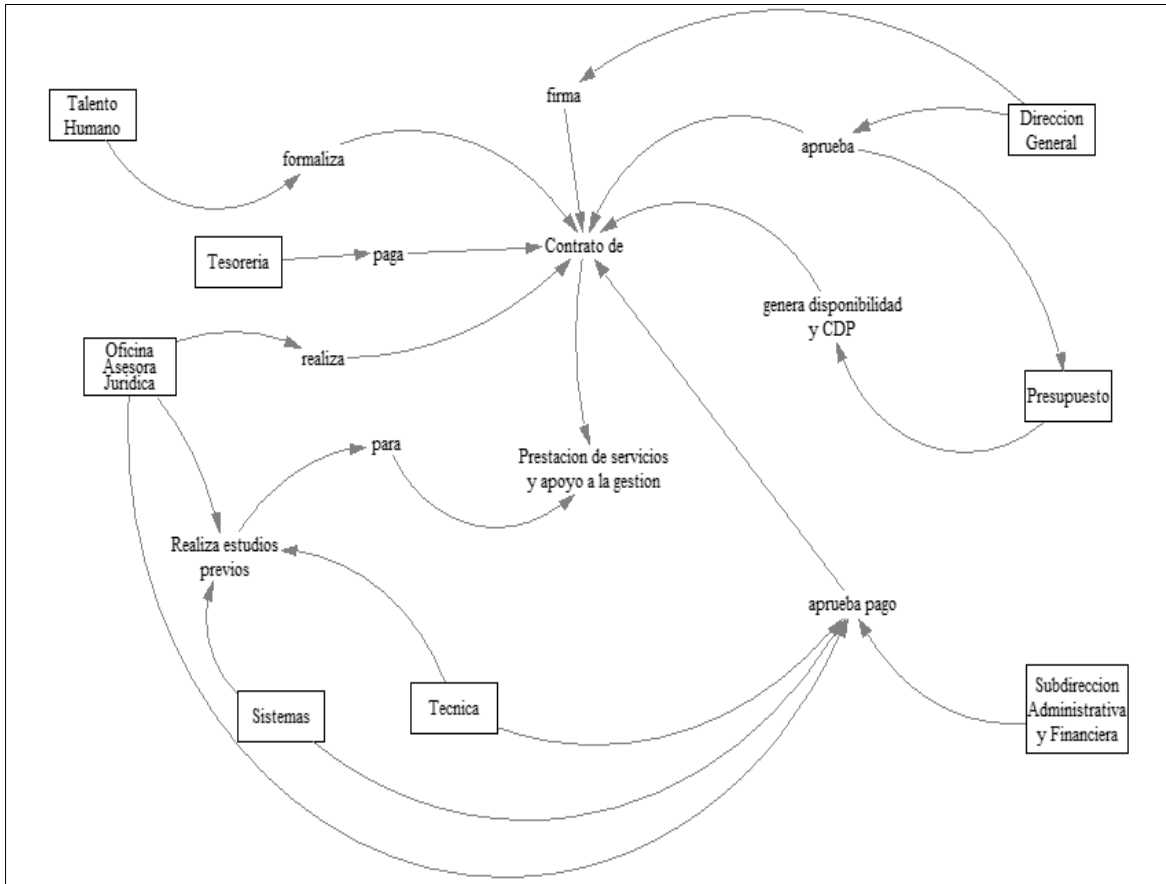 firma
Talento
Humano
Direccion
General
aprueba
formaliza
Contrato de
Tesoreria
paga
genera disponibilidad
y CDP
Oficina
Asesora
Juridica
realiza
Presupuesto
para
Prestacion de servicios
y apoyo a la gestion
Realiza estudios
previos
aprueba pago
Sistemas
Tecnica
Subdireccion
Administrativa
y Financiera